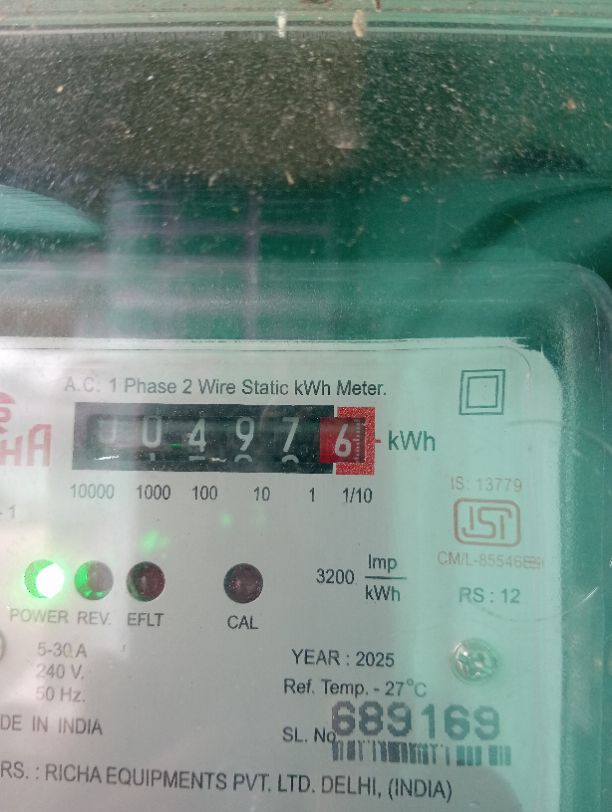 A.C. 1 Phase 2 Wire Static kWh Meter.
0 0 4 9 7 6 kWh
10000 1000 100 10 1 1/10
IS: 13779
ISI
CM/L-
3200 Imp
kWh
RS : 12
POWER REV. EFLT CAL
5-30 A
240 V.
50 Hz.
YEAR : 2025
Ref. Temp. - 27°C
DE IN INDIA
SL. No 689169
RS. : RICHA EQUIPMENTS PVT. LTD. DELHI, (INDIA)